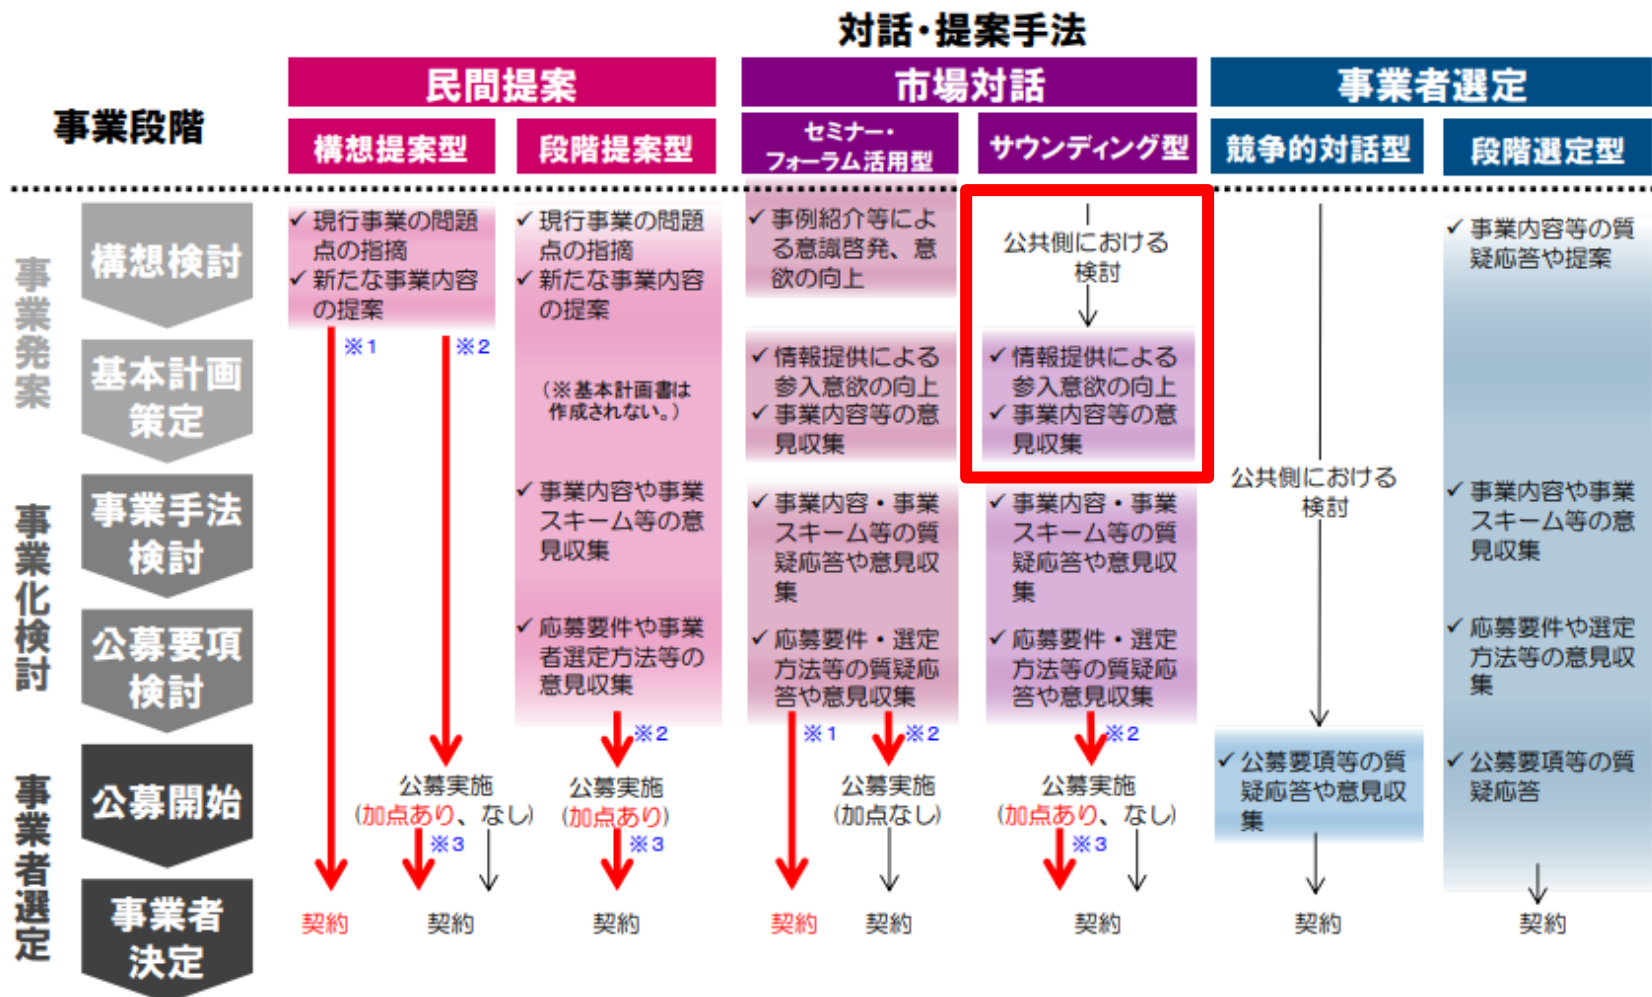 対話・提案手法
事業段階
民間提案
市場対話
事業者選定
構想提案型
段階提案型
セミナー・
フォーラム活用型
サウンディング型
競争的対話型
段階選定型
事業発案
構想検討
基本計画
策定
事業化検討
事業手法
検討
公募要項
検討
事業者選定
公募開始
事業者
決定
✓現行事業の問題
点の指摘
✓新たな事業内容
の提案
※1
※2
公募実施
(加点あり、なし)
※3
契約
契約
✓現行事業の問題
点の指摘
✓新たな事業内容
の提案
(※基本計画書は
作成されない。)
✓事業内容や事業
スキーム等の意
見収集
✓応募要件や事業
者選定方法等の
意見収集
※2
公募実施
(加点あり)
※3
契約
✓事例紹介等によ
る意識啓発、意
欲の向上
✓情報提供による
参入意欲の向上
✓事業内容等の意
見収集
✓事業内容・事業
スキーム等の質
疑応答や意見収
集
✓応募要件・選定
方法等の質疑応
答や意見収集
※1
※2
公募実施
(加点なし)
契約
契約
公共側における
検討
✓情報提供による
参入意欲の向上
✓事業内容等の意
見収集
✓事業内容・事業
スキーム等の質
疑応答や意見収
集
✓応募要件・選定
方法等の質疑応
答や意見収集
※2
公募実施
(加点あり、なし)
※3
契約
公共側における
検討
✓公募要項等の質
疑応答や意見収
集
契約
✓事業内容等の質
疑応答や提案
✓事業内容や事業
スキーム等の意
見収集
✓応募要件や選定
方法等の意見収
集
✓公募要項等の質
疑応答
契約